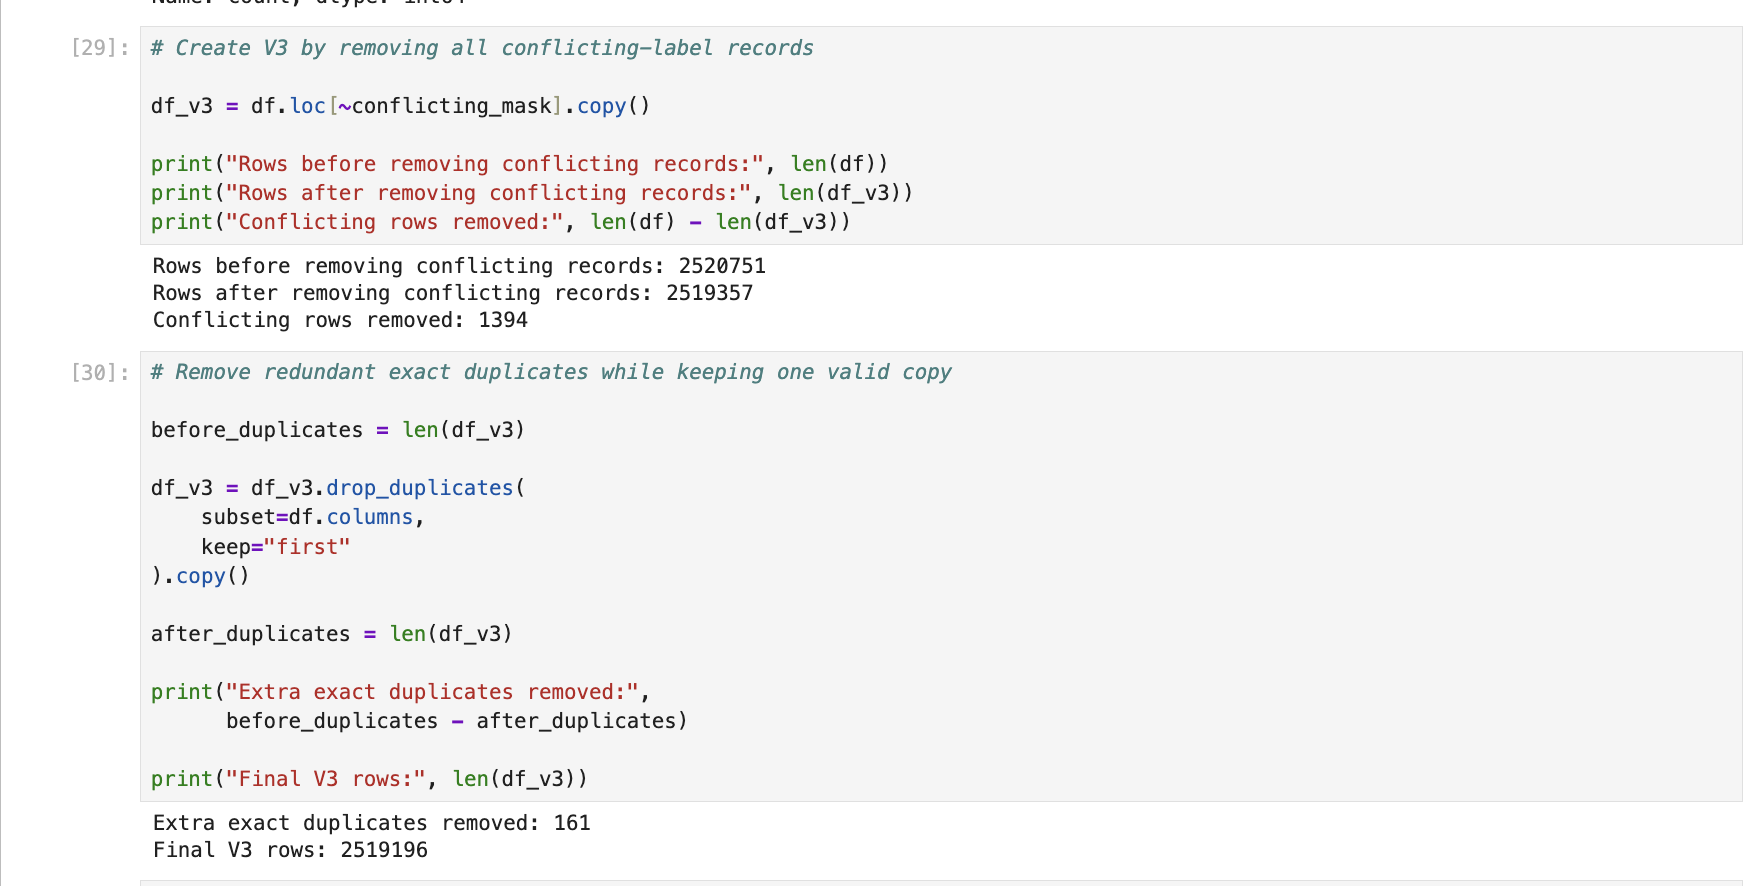 Name: count, dtype: int64
[29]: # Create V3 by removing all conflicting-label records
df_v3 = df.loc[~conflicting_mask].copy()
print("Rows before removing conflicting records:", len(df))
print("Rows after removing conflicting records:", len(df_v3))
print("Conflicting rows removed:", len(df) - len(df_v3))
Rows before removing conflicting records: 2520751
Rows after removing conflicting records: 2519357
Conflicting rows removed: 1394
[30]: # Remove redundant exact duplicates while keeping one valid copy
before_duplicates = len(df_v3)
df_v3 = df_v3.drop_duplicates(
    subset=df.columns,
    keep="first"
).copy()
after_duplicates = len(df_v3)
print("Extra exact duplicates removed:",
      before_duplicates - after_duplicates)
print("Final V3 rows:", len(df_v3))
Extra exact duplicates removed: 161
Final V3 rows: 2519196